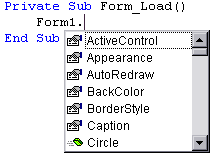 Private Sub Form_Load()
Form1.
End Sub
ActiveControl
Appearance
AutoRedraw
BackColor
BorderStyle
Caption
Circle